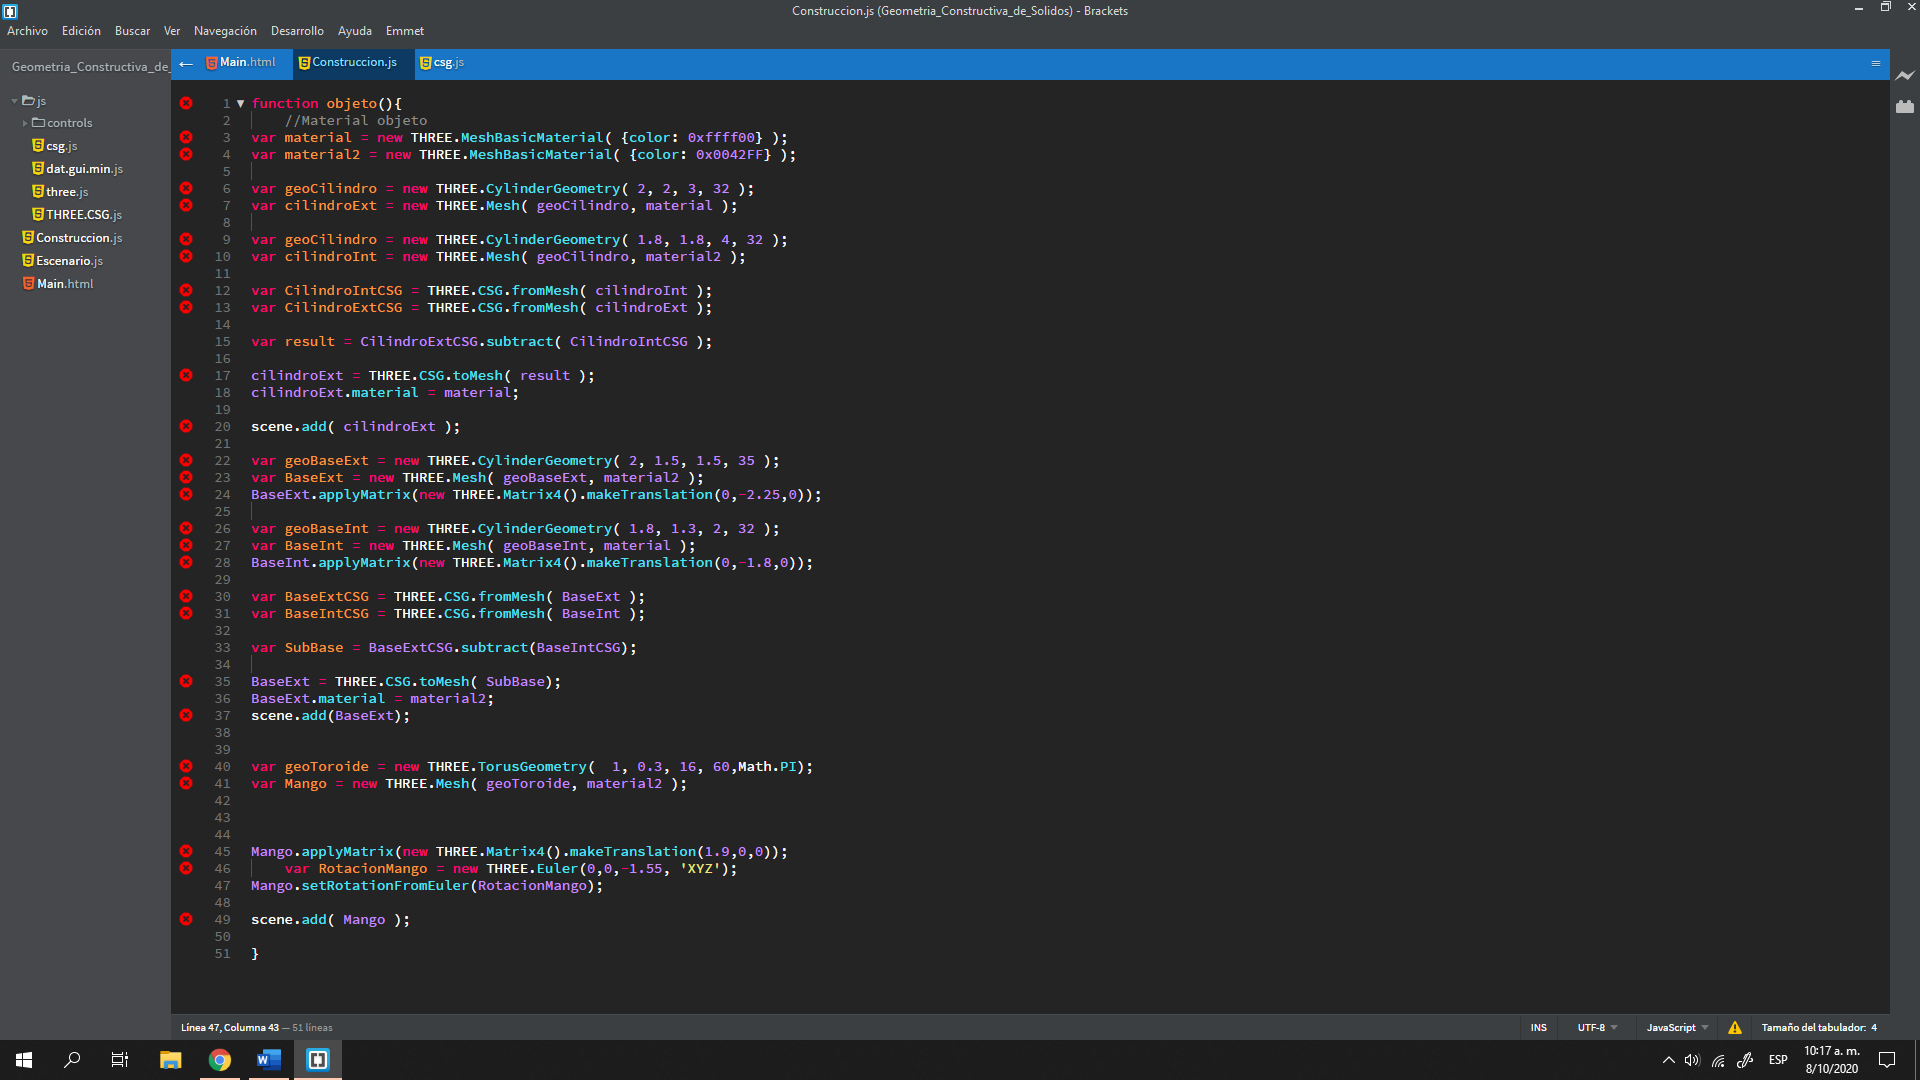 Construccion.js (Geometria_Constructiva_de_Solidos) - Brackets
Archivo Edición Buscar Ver Navegación Desarrollo Ayuda Emmet
Geometria_Constructiva_de_
js
controls
csg.js
dat.gui.min.js
three.js
THREE.CSG.js
Construccion.js
Escenario.js
Main.html
Main.html Construccion.js csg.js
1 function objeto(){
2 //Material objeto
3 var material = new THREE.MeshBasicMaterial( {color: 0xffff00} );
4 var material2 = new THREE.MeshBasicMaterial( {color: 0x0042FF} );
5
6 var geoCilindro = new THREE.CylinderGeometry( 2, 2, 3, 32 );
7 var cilindroExt = new THREE.Mesh( geoCilindro, material );
8
9 var geoCilindro = new THREE.CylinderGeometry( 1.8, 1.8, 4, 32 );
10 var cilindroInt = new THREE.Mesh( geoCilindro, material2 );
11
12 var CilindroIntCSG = THREE.CSG.fromMesh( cilindroInt );
13 var CilindroExtCSG = THREE.CSG.fromMesh( cilindroExt );
14
15 var result = CilindroExtCSG.subtract( CilindroIntCSG );
16
17 cilindroExt = THREE.CSG.toMesh( result );
18 cilindroExt.material = material;
19
20 scene.add( cilindroExt );
21
22 var geoBaseExt = new THREE.CylinderGeometry( 2, 1.5, 1.5, 35 );
23 var BaseExt = new THREE.Mesh( geoBaseExt, material2 );
24 BaseExt.applyMatrix(new THREE.Matrix4().makeTranslation(0,-2.25,0));
25
26 var geoBaseInt = new THREE.CylinderGeometry( 1.8, 1.3, 2, 32 );
27 var BaseInt = new THREE.Mesh( geoBaseInt, material );
28 BaseInt.applyMatrix(new THREE.Matrix4().makeTranslation(0,-1.8,0));
29
30 var BaseExtCSG = THREE.CSG.fromMesh( BaseExt );
31 var BaseIntCSG = THREE.CSG.fromMesh( BaseInt );
32
33 var SubBase = BaseExtCSG.subtract(BaseIntCSG);
34
35 BaseExt = THREE.CSG.toMesh( SubBase);
36 BaseExt.material = material2;
37 scene.add(BaseExt);
38
39
40 var geoToroide = new THREE.TorusGeometry(  1, 0.3, 16, 60,Math.PI);
41 var Mango = new THREE.Mesh( geoToroide, material2 );
42
43
44
45 Mango.applyMatrix(new THREE.Matrix4().makeTranslation(1.9,0,0));
46 var RotacionMango = new THREE.Euler(0,0,-1.55, 'XYZ');
47 Mango.setRotationFromEuler(RotacionMango);
48
49 scene.add( Mango );
50
51 }
Línea 47, Columna 43 — 51 líneas INS UTF-8 JavaScript Tamaño del tabulador: 4
ESP 10:17 a. m.
8/10/2020